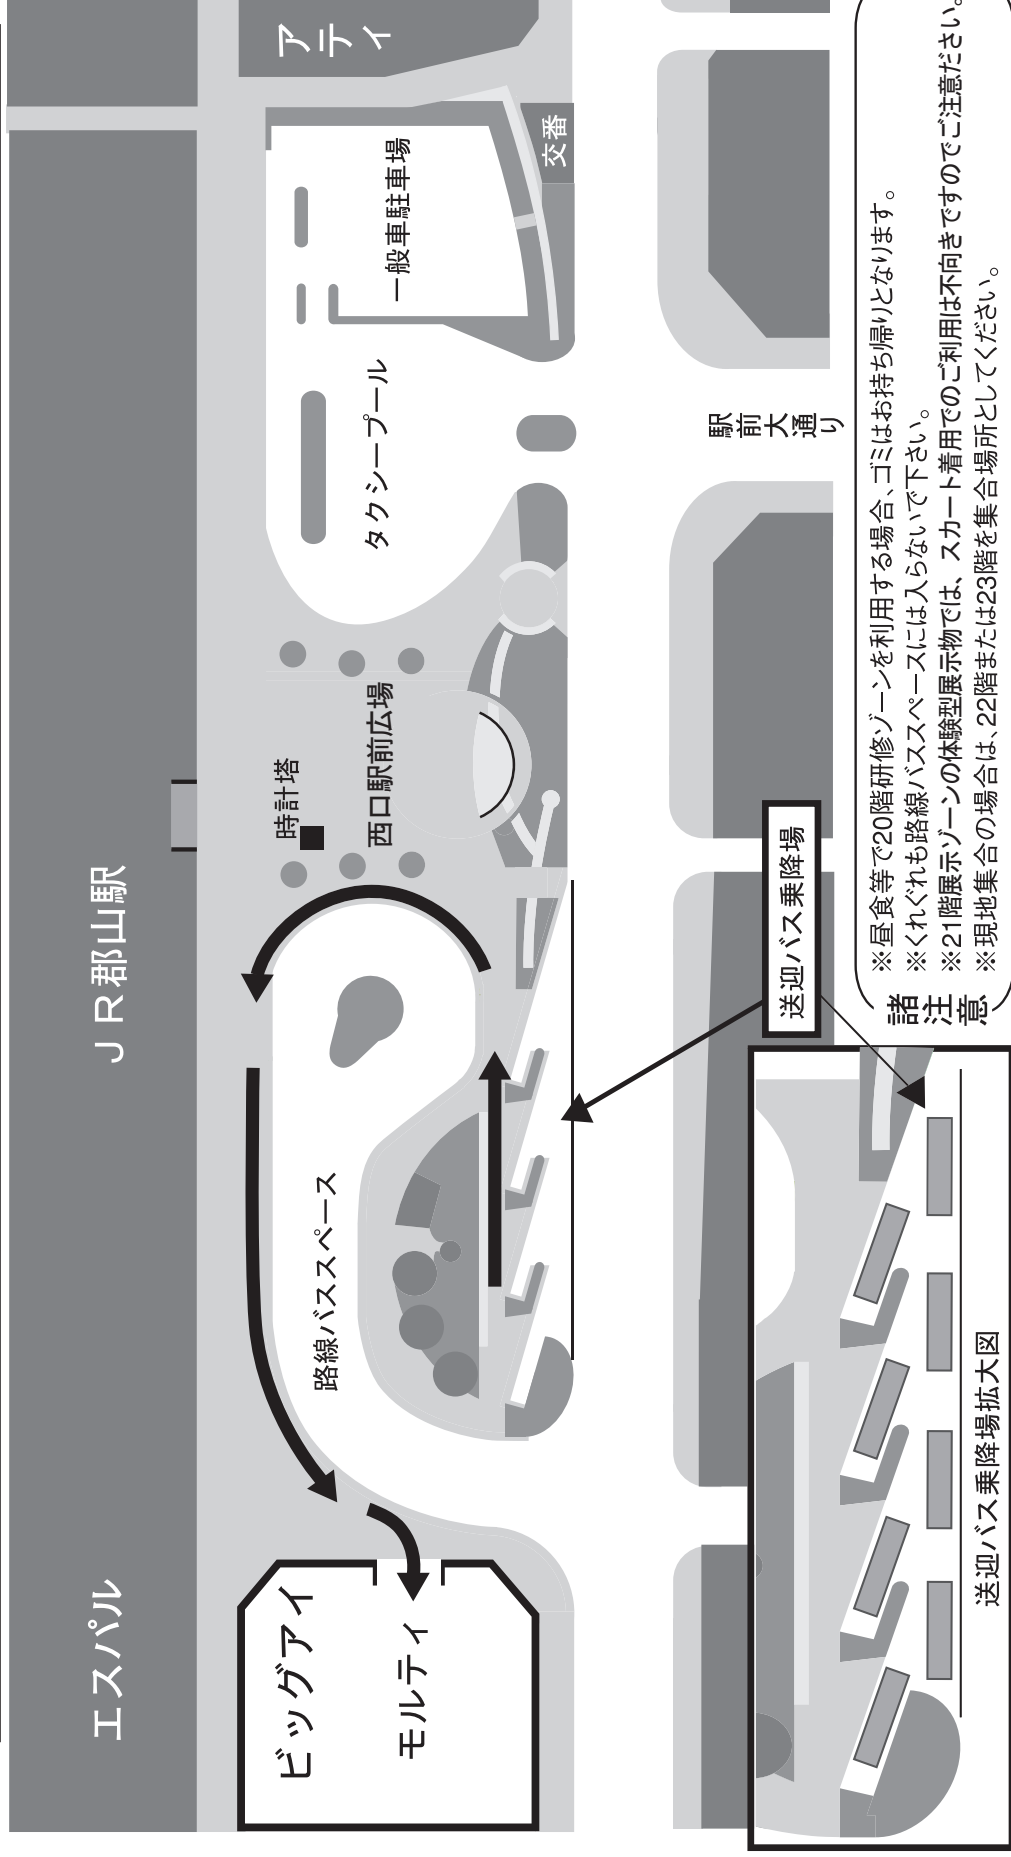 エスパル
ＪＲ郡山駅
ビッグアイ
モルティ
路線バススペース
時計塔
西口駅前広場
タクシープール
一般車駐車場
アティ
交番
駅前大通り
送迎バス乗降場
送迎バス乗降場拡大図
諸注意
※昼食等で20階研修ゾーンを利用する場合、ゴミはお持ち帰りとなります。
※くれぐれも路線バススペースには入らないで下さい。
※21階展示ゾーンの体験型展示物では、スカート着用でのご利用は不向きですのでご注意ださい。
※現地集合の場合は、22階または23階を集合場所としてください。